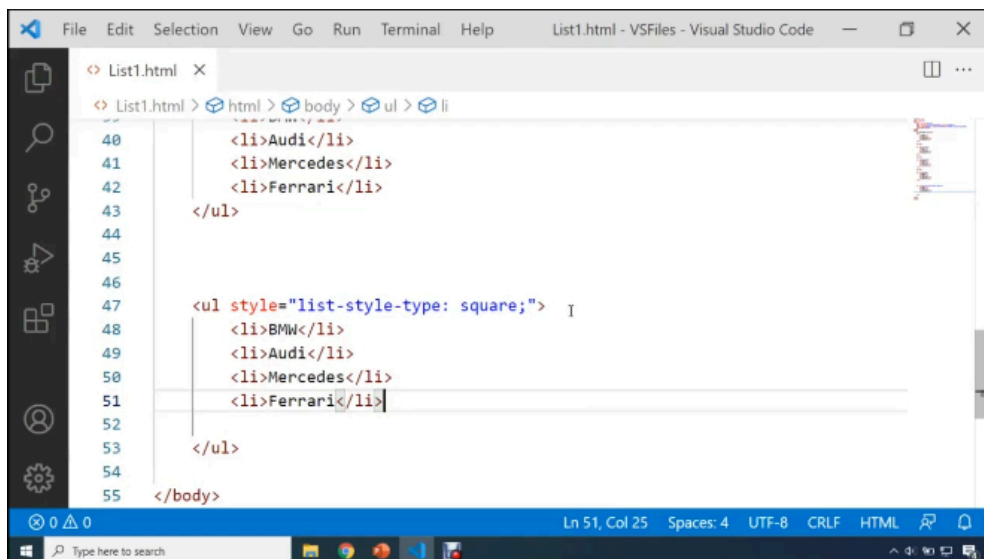 File Edit Selection View Go Run Terminal Help List1.html - VSFiles - Visual Studio Code
List1.html
List1.html > html > body > ul > li
40 <li>Audi</li>
41 <li>Mercedes</li>
42 <li>Ferrari</li>
43 </ul>
44
45
46
47 <ul style="list-style-type: square;">
48 <li>BMW</li>
49 <li>Audi</li>
50 <li>Mercedes</li>
51 <li>Ferrari</li>
52
53 </ul>
54
55 </body>
0 0 Ln 51, Col 25 Spaces: 4 UTF-8 CRLF HTML
Type here to search